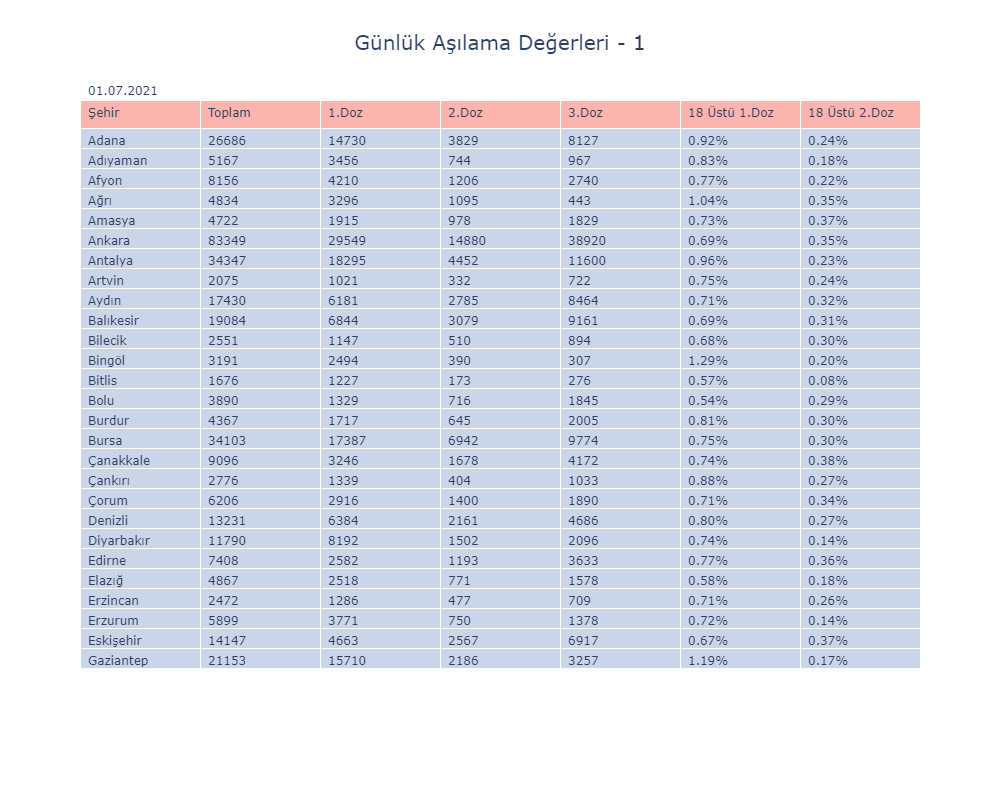 Günlük Aşılama Değerleri - 1
01.07.2021
Şehir Toplam 1.Doz 2.Doz 3.Doz 18 Üstü 1.Doz 18 Üstü 2.Doz
Adana 26686 14730 3829 8127 0.92% 0.24%
Adıyaman 5167 3456 744 967 0.83% 0.18%
Afyon 8156 4210 1206 2740 0.77% 0.22%
Ağrı 4834 3296 1095 443 1.04% 0.35%
Amasya 4722 1915 978 1829 0.73% 0.37%
Ankara 83349 29549 14880 38920 0.69% 0.35%
Antalya 34347 18295 4452 11600 0.96% 0.23%
Artvin 2075 1021 332 722 0.75% 0.24%
Aydın 17430 6181 2785 8464 0.71% 0.32%
Balıkesir 19084 6844 3079 9161 0.69% 0.31%
Bilecik 2551 1147 510 894 0.68% 0.30%
Bingöl 3191 2494 390 307 1.29% 0.20%
Bitlis 1676 1227 173 276 0.57% 0.08%
Bolu 3890 1329 716 1845 0.54% 0.29%
Burdur 4367 1717 645 2005 0.81% 0.30%
Bursa 34103 17387 6942 9774 0.75% 0.30%
Çanakkale 9096 3246 1678 4172 0.74% 0.38%
Çankırı 2776 1339 404 1033 0.88% 0.27%
Çorum 6206 2916 1400 1890 0.71% 0.34%
Denizli 13231 6384 2161 4686 0.80% 0.27%
Diyarbakır 11790 8192 1502 2096 0.74% 0.14%
Edirne 7408 2582 1193 3633 0.77% 0.36%
Elazığ 4867 2518 771 1578 0.58% 0.18%
Erzincan 2472 1286 477 709 0.71% 0.26%
Erzurum 5899 3771 750 1378 0.72% 0.14%
Eskişehir 14147 4663 2567 6917 0.67% 0.37%
Gaziantep 21153 15710 2186 3257 1.19% 0.17%